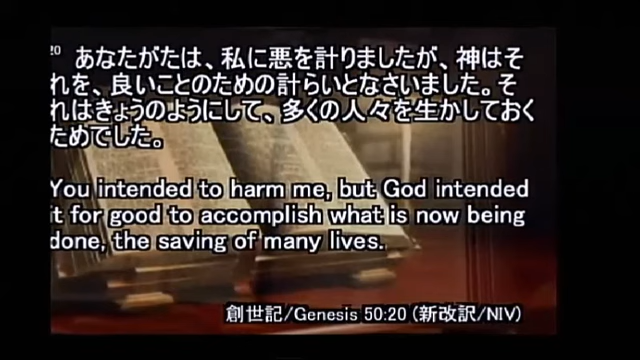 20 あなたがたは、私に悪を計りましたが、神はそ
れを、良いことのための計らいとなさいました。そ
れはきょうのようにして、多くの人々を生かしておく
ためでした。
You intended to harm me, but God intended
it for good to accomplish what is now being
done, the saving of many lives.
創世記/Genesis 50:20 (新改訳/NIV)